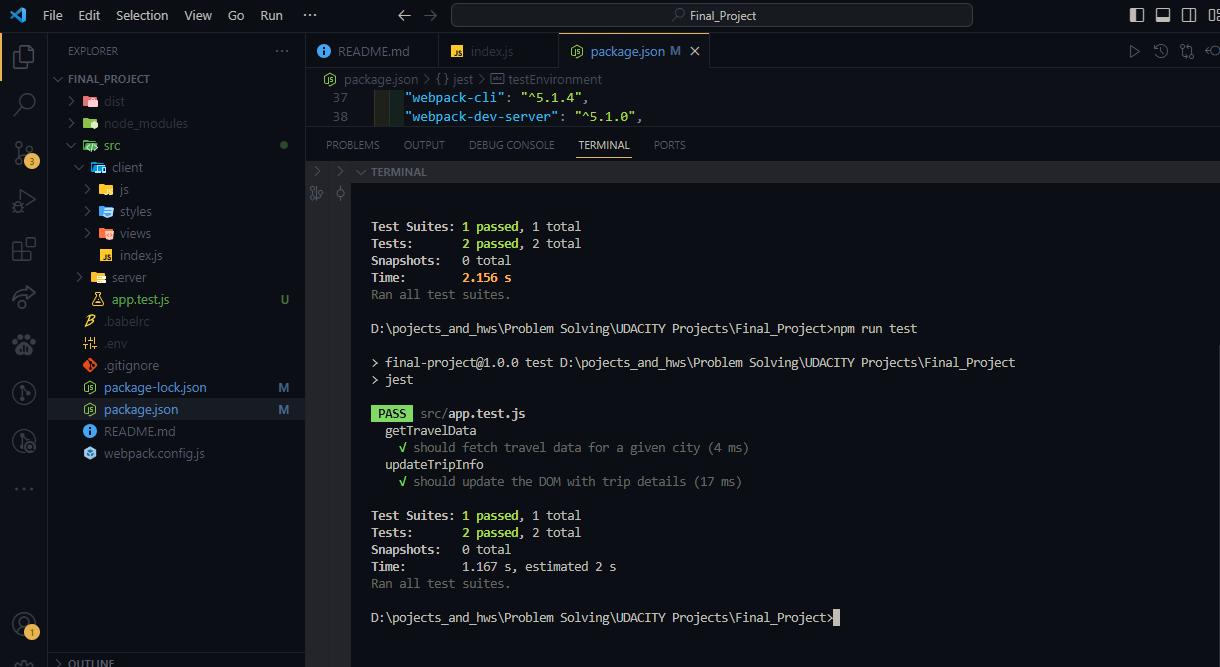 File Edit Selection View Go Run ··· ← → Final_Project
EXPLORER ···
FINAL_PROJECT
dist
node_modules
src
client
js
styles
views
index.js
server
app.test.js U
.babelrc
.env
.gitignore
package-lock.json M
package.json M
README.md
webpack.config.js
OUTLINE
3
1
README.md
index.js
package.json M ×
package.json > {} jest > testEnvironment
37 "webpack-cli": "^5.1.4",
38 "webpack-dev-server": "^5.1.0",
PROBLEMS OUTPUT DEBUG CONSOLE TERMINAL PORTS
TERMINAL
Test Suites: 1 passed, 1 total
Tests: 2 passed, 2 total
Snapshots: 0 total
Time: 2.156 s
Ran all test suites.
D:\pojects_and_hws\Problem Solving\UDACITY Projects\Final_Project>npm run test
> final-project@1.0.0 test D:\pojects_and_hws\Problem Solving\UDACITY Projects\Final_Project
> jest
PASS src/app.test.js
getTravelData
√ should fetch travel data for a given city (4 ms)
updateTripInfo
√ should update the DOM with trip details (17 ms)
Test Suites: 1 passed, 1 total
Tests: 2 passed, 2 total
Snapshots: 0 total
Time: 1.167 s, estimated 2 s
Ran all test suites.
D:\pojects_and_hws\Problem Solving\UDACITY Projects\Final_Project>